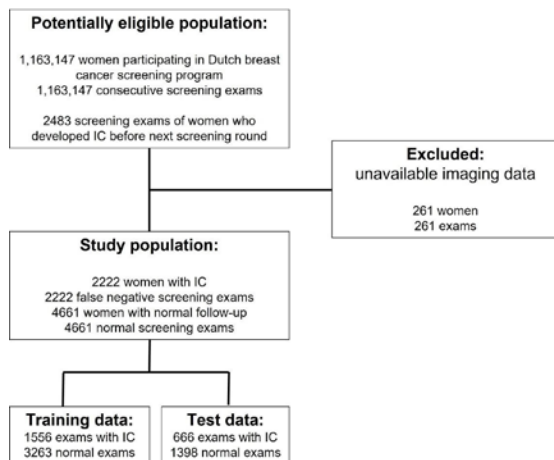 Potentially eligible population:
1,163,147 women participating in Dutch breast
cancer screening program
1,163,147 consecutive screening exams
2483 screening exams of women who
developed IC before next screening round
Excluded:
unavailable imaging data
261 women
261 exams
Study population:
2222 women with IC
2222 false negative screening exams
4661 women with normal follow-up
4661 normal screening exams
Training data:
1556 exams with IC
3263 normal exams
Test data:
666 exams with IC
1398 normal exams